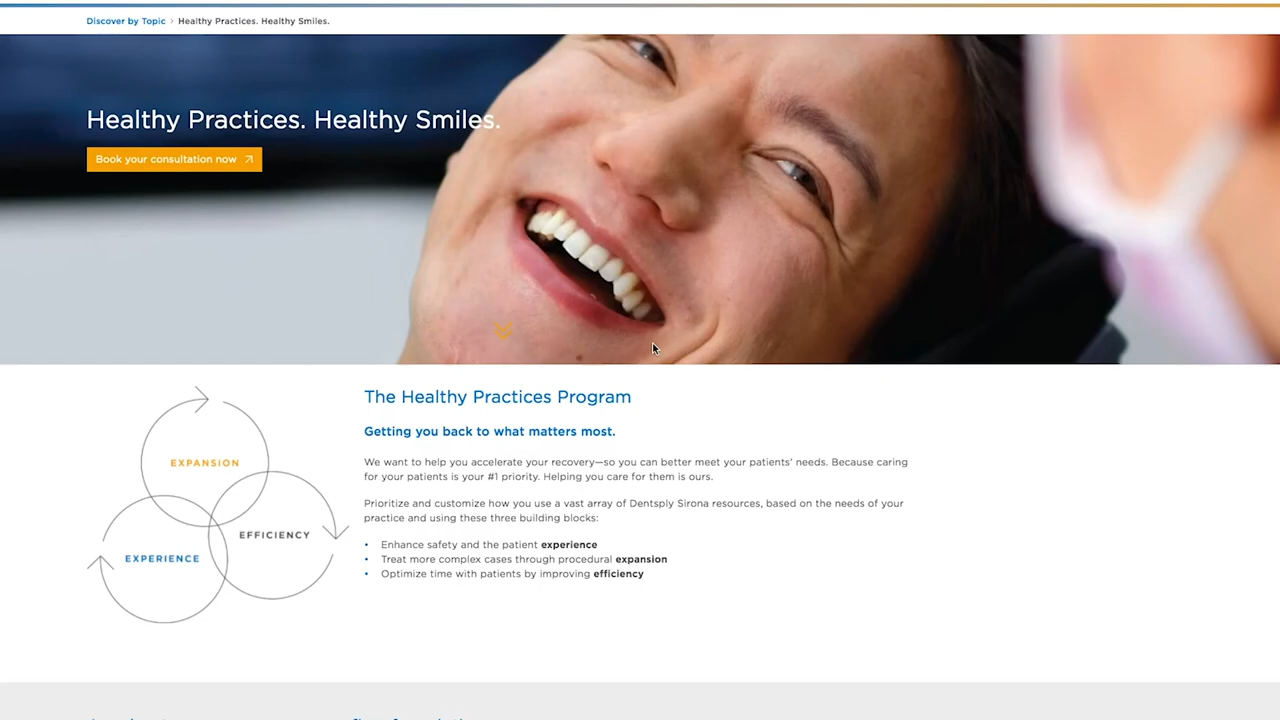 Discover by Topic > Healthy Practices. Healthy Smiles.
Healthy Practices. Healthy Smiles.
Book your consultation now
EXPANSION
EFFICIENCY
EXPERIENCE
The Healthy Practices Program
Getting you back to what matters most.
We want to help you accelerate your recovery—so you can better meet your patients' needs. Because caring
for your patients is your #1 priority. Helping you care for them is ours.
Prioritize and customize how you use a vast array of Dentsply Sirona resources, based on the needs of your
practice and using these three building blocks:
• Enhance safety and the patient experience
• Treat more complex cases through procedural expansion
• Optimize time with patients by improving efficiency